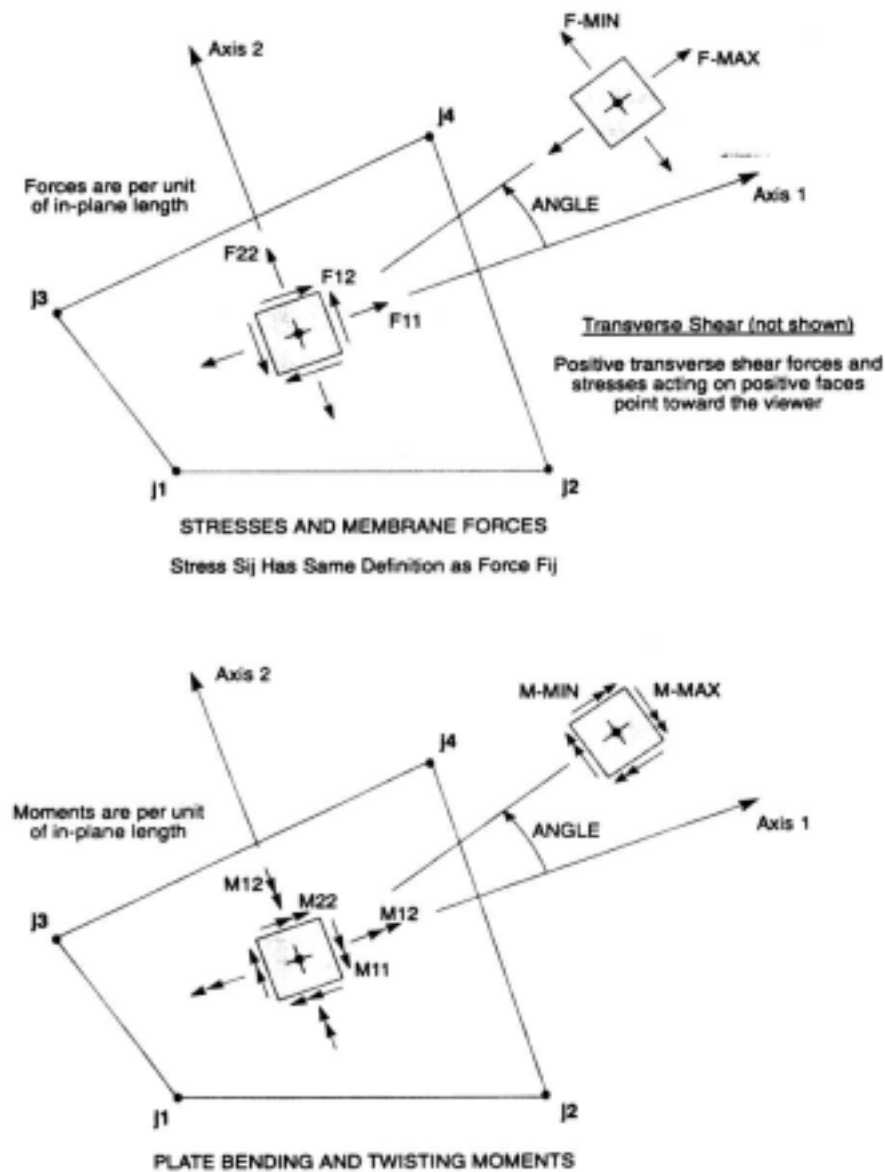 Axis 2
F-MIN
F-MAX
j4
Forces are per unit
of in-plane length
ANGLE
Axis 1
F22
F12
j3
F11
Transverse Shear (not shown)
Positive transverse shear forces and
stresses acting on positive faces
point toward the viewer
j1
j2
STRESSES AND MEMBRANE FORCES
Stress Sij Has Same Definition as Force Fij
Axis 2
M-MIN
M-MAX
j4
Moments are per unit
of in-plane length
ANGLE
Axis 1
M12
M22
M12
j3
M11
j1
j2
PLATE BENDING AND TWISTING MOMENTS